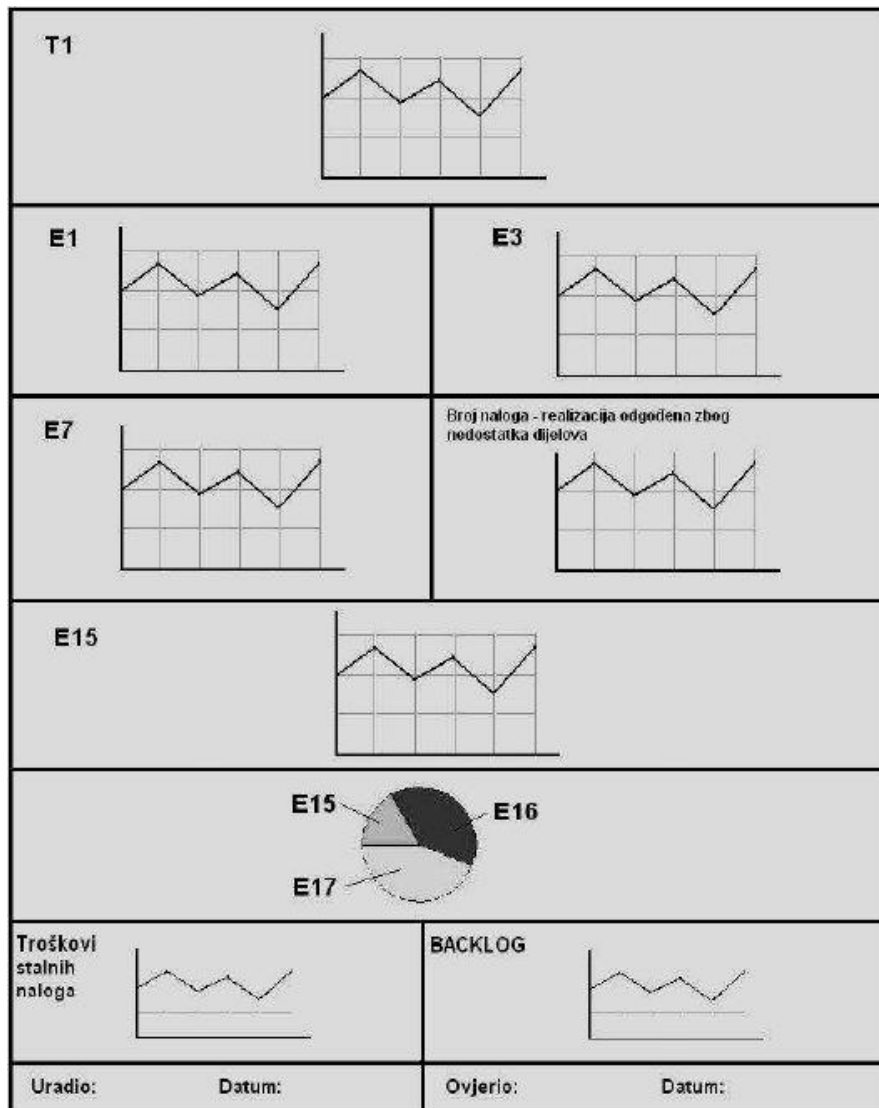 T1
E1
E3
E7
Broj naloga - realizacija odgođena zbog
nedostatka dijelova
E15
E15
E16
E17
Troškovi
stalnih
naloga
BACKLOG
Uradio: Datum: Ovjerio: Datum: